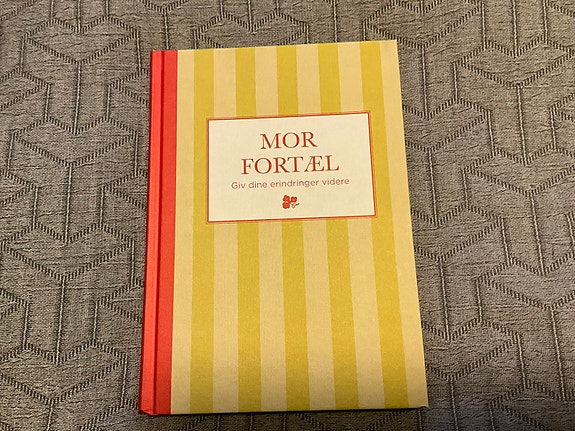 MOR
FORTÆL
Giv dine erindringer videre